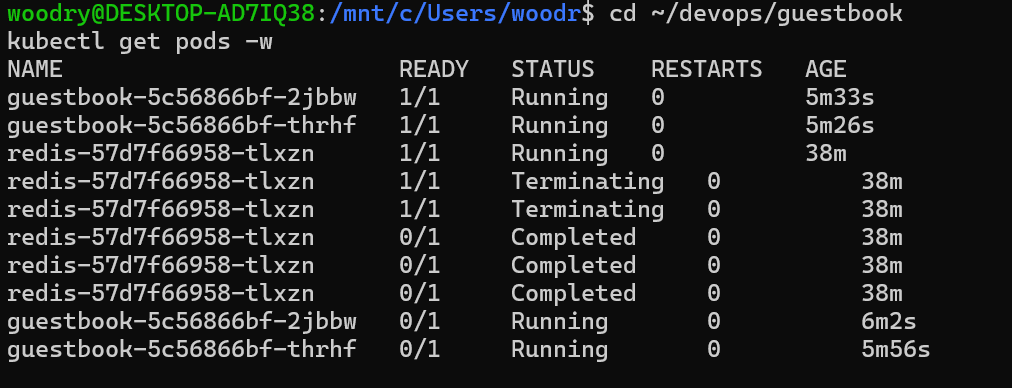 woodry@DESKTOP-AD7IQ38:/mnt/c/Users/woodr$ cd ~/devops/guestbook
kubectl get pods -w
NAME                        READY   STATUS    RESTARTS   AGE
guestbook-5c56866bf-2jbbw   1/1     Running   0          5m33s
guestbook-5c56866bf-thrhf   1/1     Running   0          5m26s
redis-57d7f66958-tlxzn      1/1     Running   0          38m
redis-57d7f66958-tlxzn      1/1     Terminating   0          38m
redis-57d7f66958-tlxzn      1/1     Terminating   0          38m
redis-57d7f66958-tlxzn      0/1     Completed     0          38m
redis-57d7f66958-tlxzn      0/1     Completed     0          38m
redis-57d7f66958-tlxzn      0/1     Completed     0          38m
guestbook-5c56866bf-2jbbw   0/1     Running       0          6m2s
guestbook-5c56866bf-thrhf   0/1     Running       0          5m56s